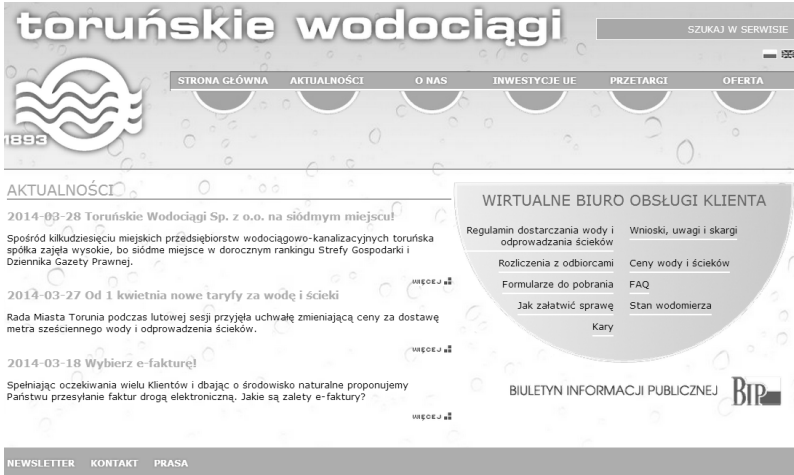 toruńskie wodociągi
SZUKAJ W SERWISIE
1893
STRONA GŁÓWNA
AKTUALNOŚCI
O NAS
INWESTYCJE UE
PRZETARGI
OFERTA
AKTUALNOŚCI
2014-03-28 Toruńskie Wodociągi Sp. z o.o. na siódmym miejscu!
Spośród kilkudziesięciu miejskich przedsiębiorstw wodociągowo-kanalizacyjnych toruńska
spółka zajęła wysokie, bo siódme miejsce w dorocznym rankingu Strefy Gospodarki i
Dziennika Gazety Prawnej.
WIĘCEJ
2014-03-27 Od 1 kwietnia nowe taryfy za wodę i ścieki
Rada Miasta Torunia podczas lutowej sesji przyjęła uchwałę zmieniającą ceny za dostawę
metra sześciennego wody i odprowadzenia ścieków.
WIĘCEJ
2014-03-18 Wybierz e-fakturę!
Spełniając oczekiwania wielu Klientów i dbając o środowisko naturalne proponujemy
Państwu przesyłanie faktur drogą elektroniczną. Jakie są zalety e-faktury?
WIĘCEJ
WIRTUALNE BIURO OBSŁUGI KLIENTA
Regulamin dostarczania wody i
odprowadzania ścieków
Rozliczenia z odbiorcami
Formularze do pobrania
Jak załatwić sprawę
Kary
Wnioski, uwagi i skargi
Ceny wody i ścieków
FAQ
Stan wodomierza
BIULETYN INFORMACJI PUBLICZNEJ
BIP
NEWSLETTER
KONTAKT
PRASA